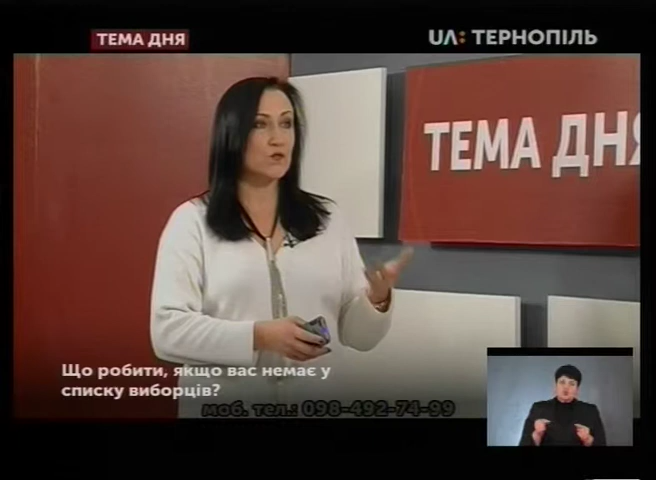 ТЕМА ДНЯ
UA: ТЕРНОПІЛЬ
ТЕМА ДНЯ
Що робити, якщо вас немає у
списку виборців?
моб. тел.: 098-492-74-99